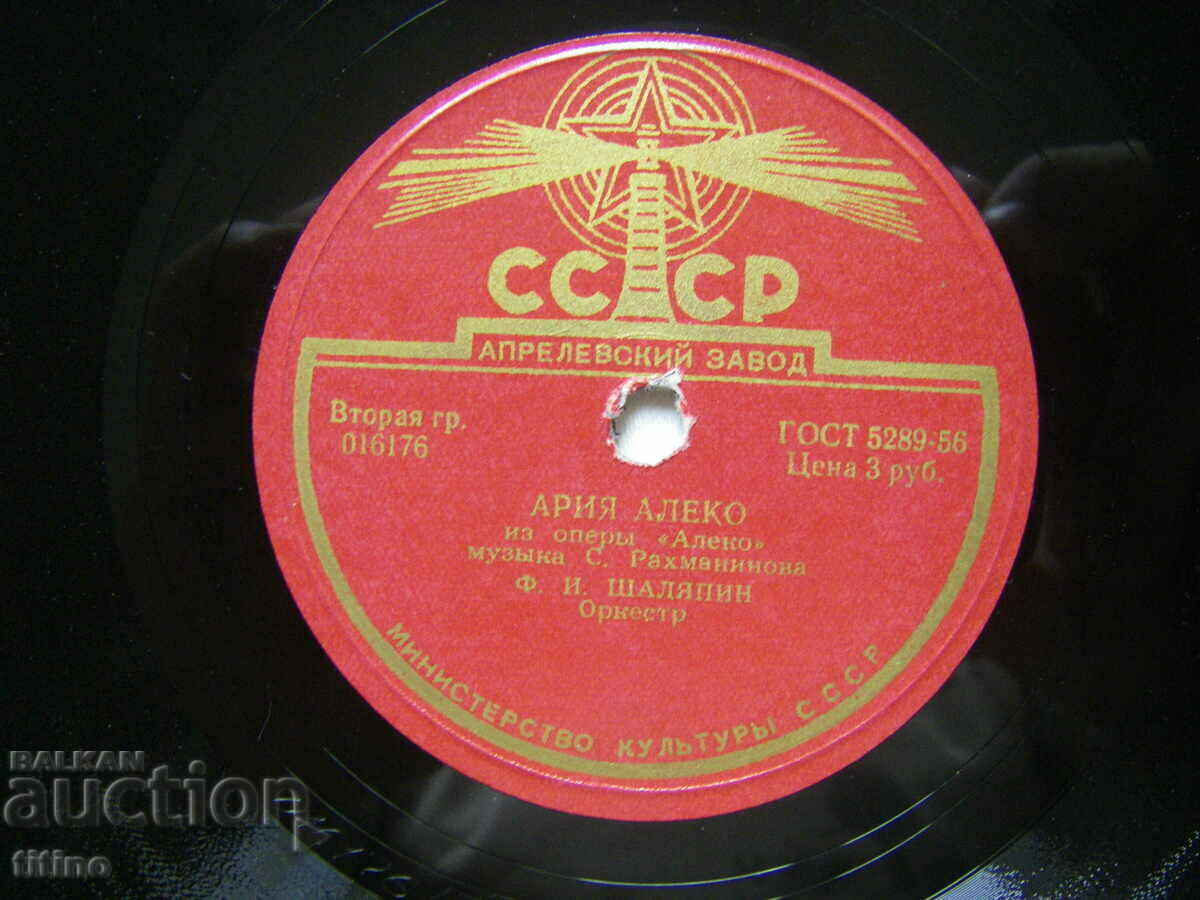 СССР
АПРЕЛЕВСКИЙ ЗАВОД
Вторая гр.
016176
ГОСТ 5289-56
Цена 3 руб.
АРИЯ АЛЕКО
из оперы «Алеко»
музыка С. Рахманинова
Ф. И. ШАЛЯПИН
Оркестр
МИНИСТЕРСТВО КУЛЬТУРЫ СССР
BALKAN
auction
titino